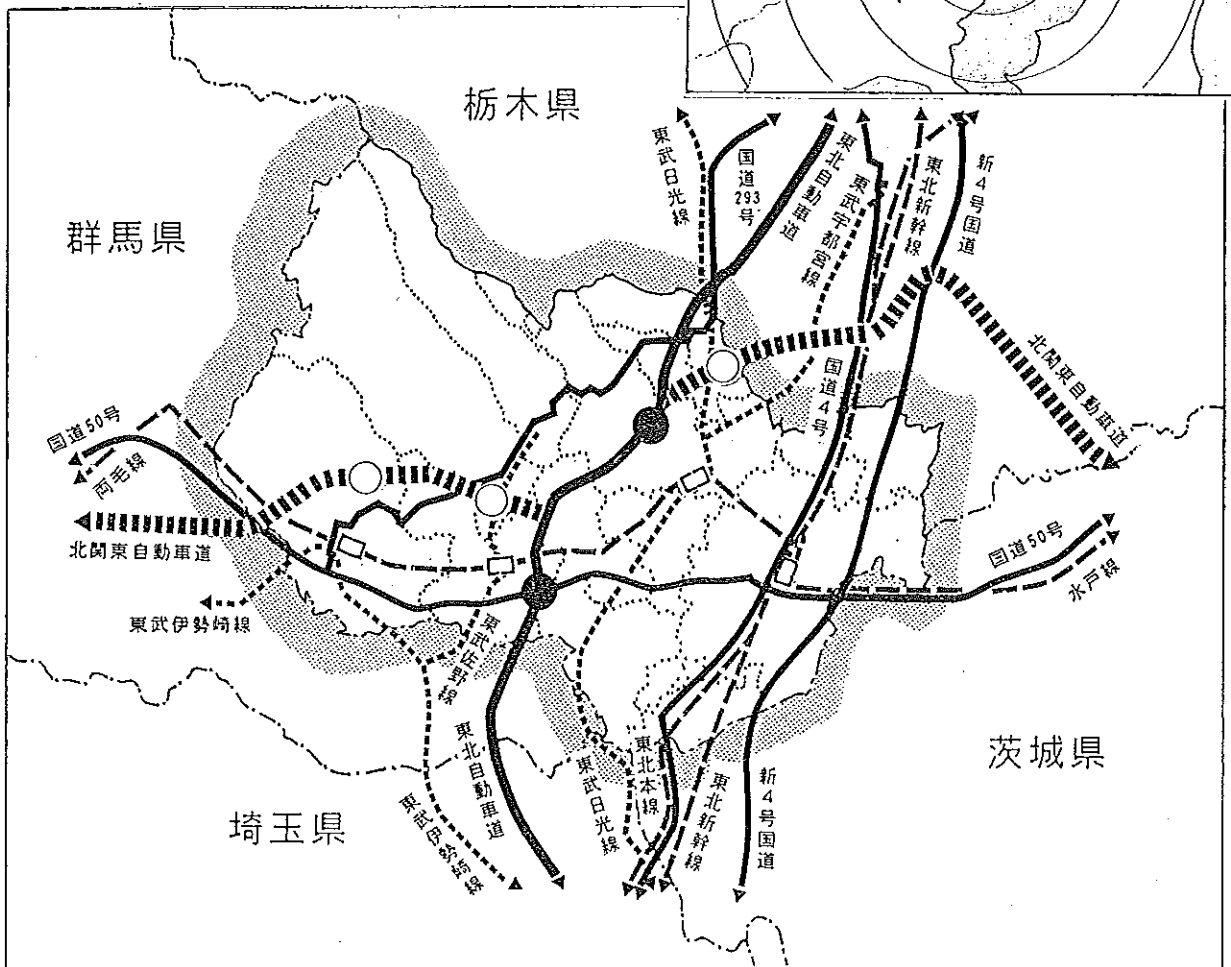 栃木県
群馬県
東武日光線
国道293号
東北自動車道
東武宇都宮線
東北新幹線
新4号国道
国道50号
両毛線
国道4号
北関東自動車道
北関東自動車道
国道50号
水戸線
東武伊勢崎線
東武佐野線
東北自動車道
東武日光線
東北本線
東北新幹線
新4号国道
茨城県
埼玉県
東武伊勢崎線